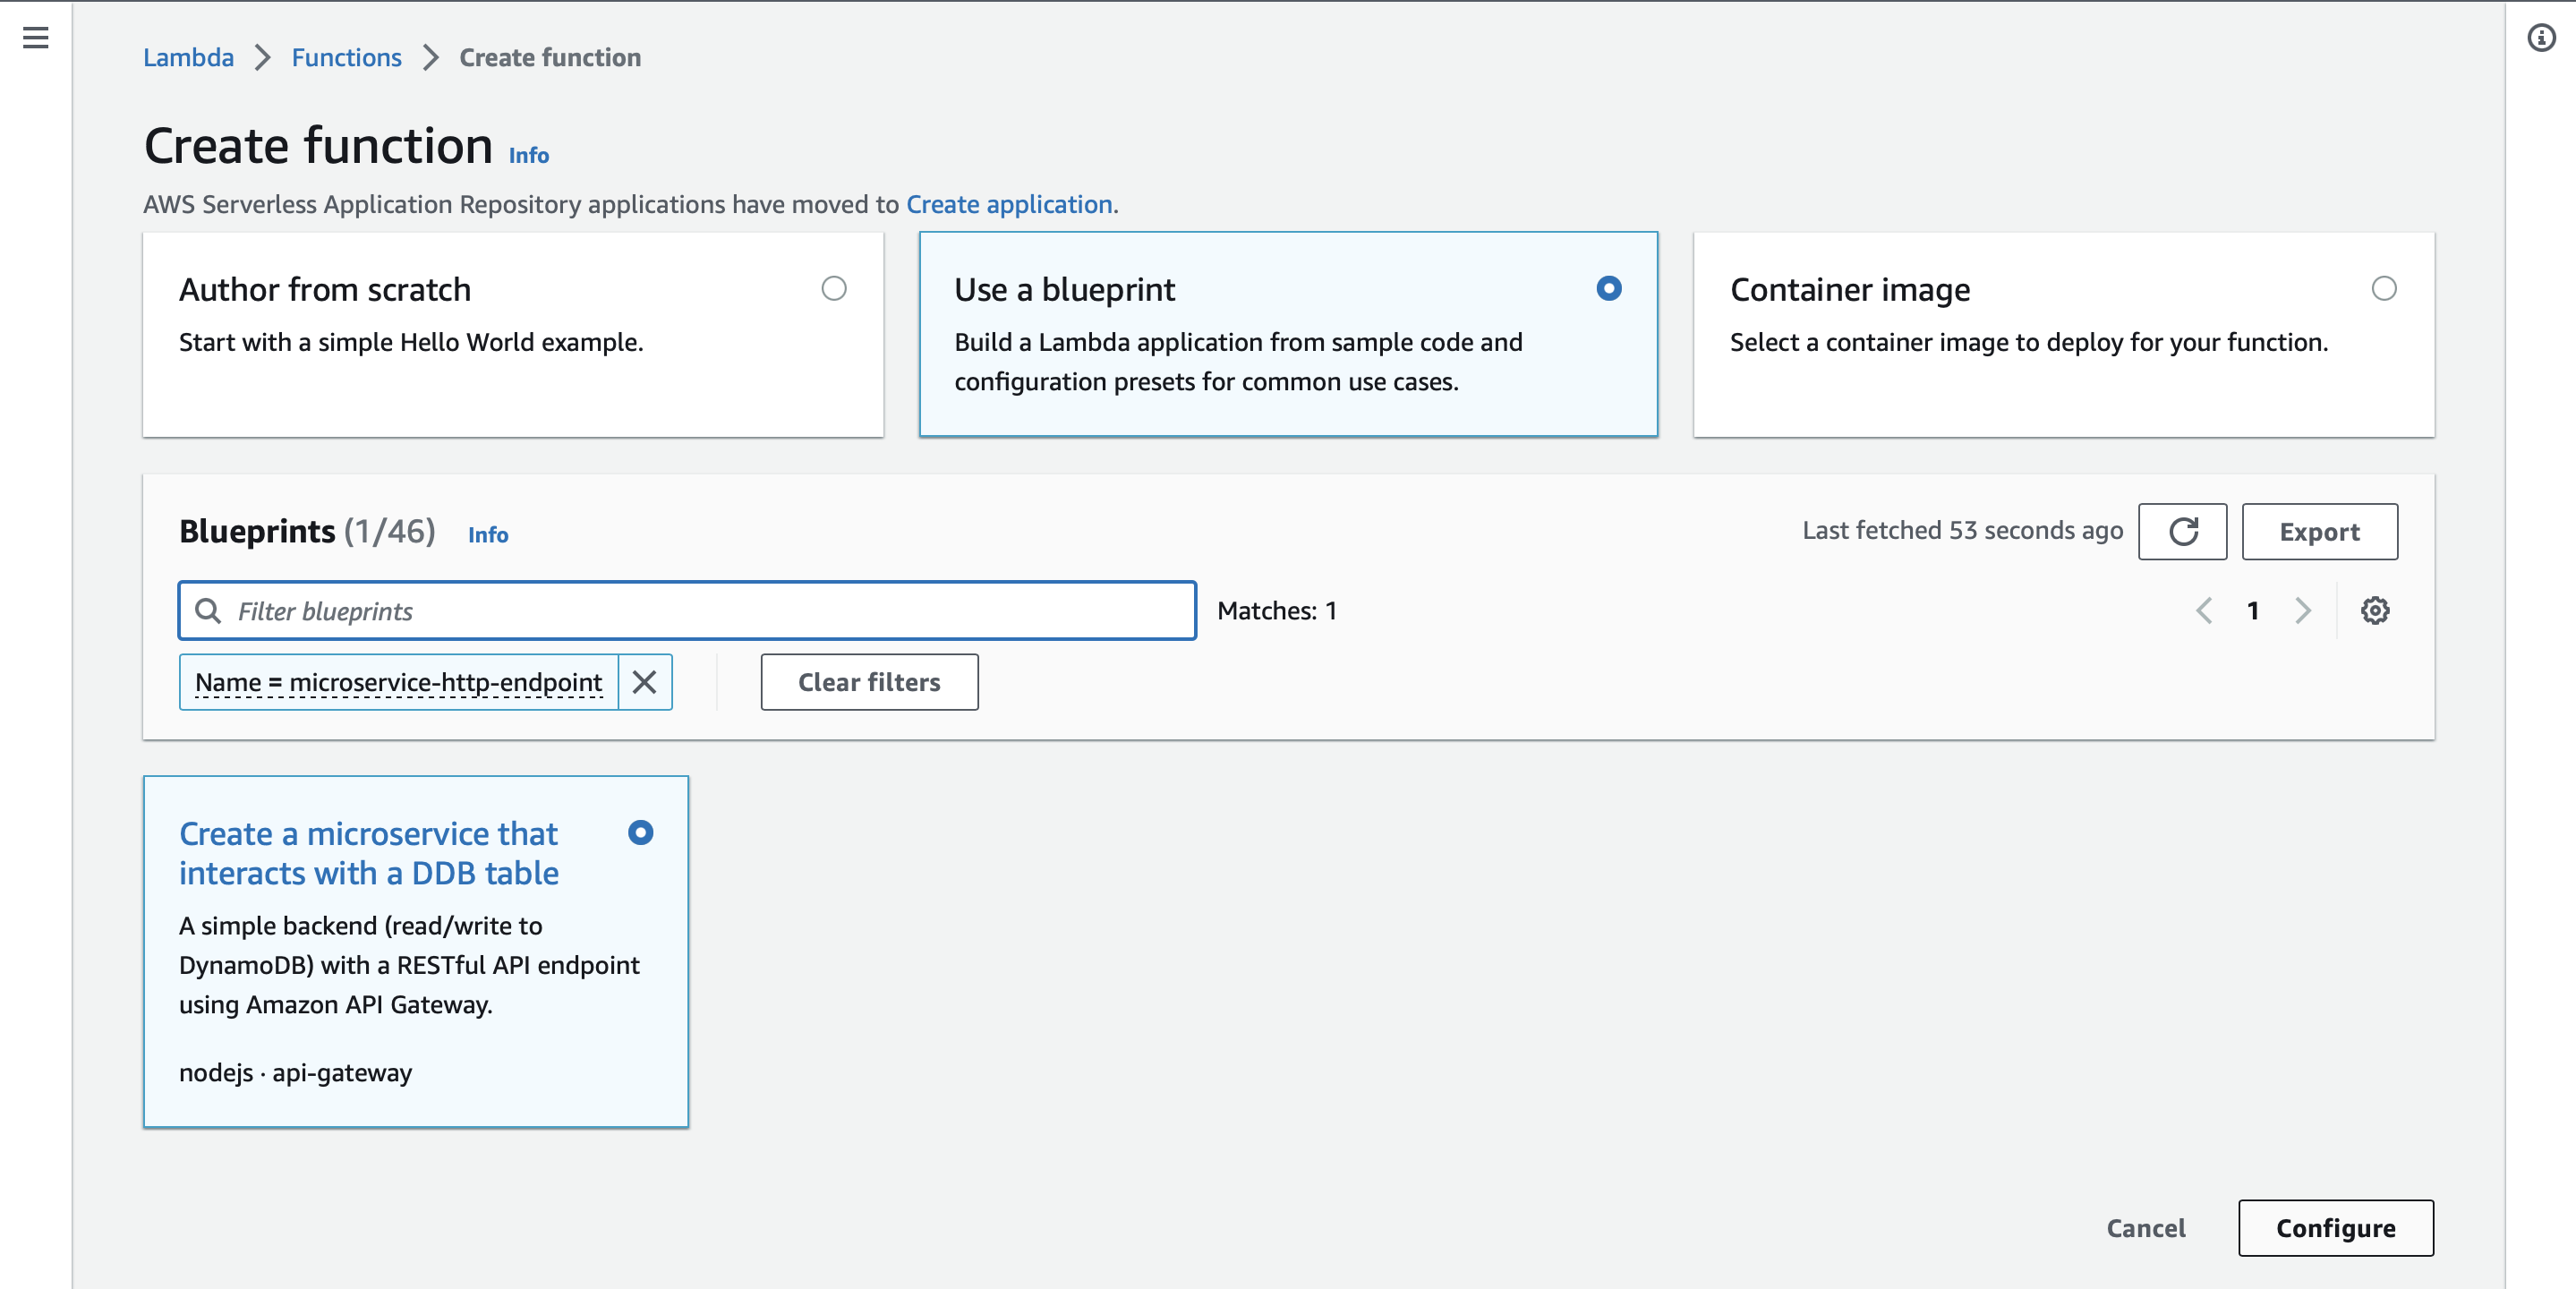 Lambda > Functions > Create function
Create function Info
AWS Serverless Application Repository applications have moved to Create application.
Author from scratch
Start with a simple Hello World example.
Use a blueprint
Build a Lambda application from sample code and
configuration presets for common use cases.
Container image
Select a container image to deploy for your function.
Blueprints (1/46) Info
Last fetched 53 seconds ago
Export
Filter blueprints
Matches: 1
1
Name = microservice-http-endpoint
Clear filters
Create a microservice that
interacts with a DDB table
A simple backend (read/write to
DynamoDB) with a RESTful API endpoint
using Amazon API Gateway.
nodejs · api-gateway
Cancel
Configure